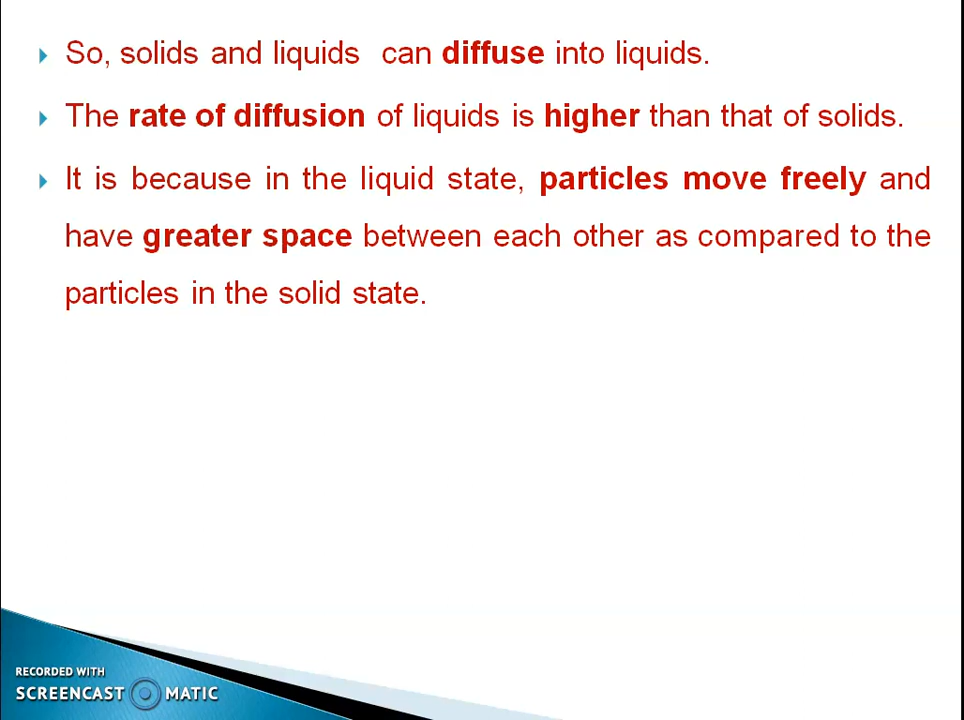 So, solids and liquids can diffuse into liquids.
The rate of diffusion of liquids is higher than that of solids.
It is because in the liquid state, particles move freely and
have greater space between each other as compared to the
particles in the solid state.
RECORDED WITH
SCREENCAST MATIC